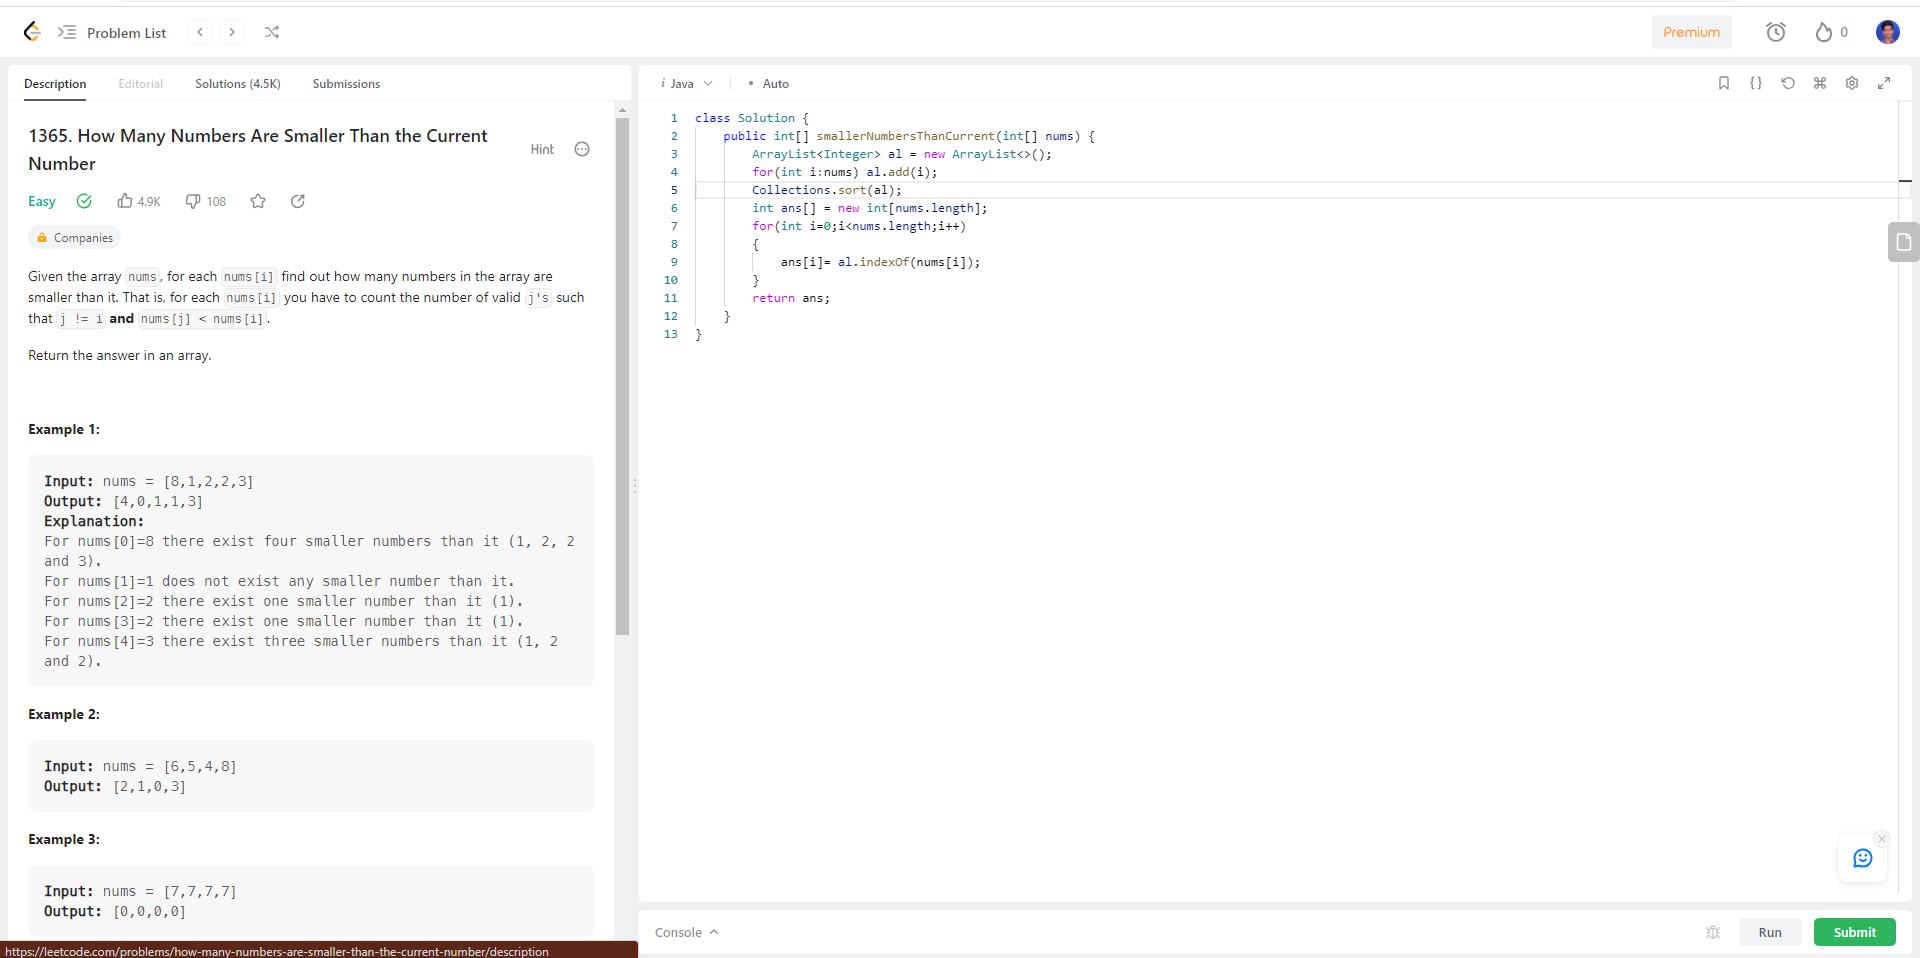 Problem List
Premium
0
Description Editorial Solutions (4.5K) Submissions
1365. How Many Numbers Are Smaller Than the Current
Number
Hint
Easy 4.9K 108
Companies
Given the array nums, for each nums[i] find out how many numbers in the array are
smaller than it. That is, for each nums[i] you have to count the number of valid j's such
that j != i and nums[j] < nums[i].
Return the answer in an array.
Example 1:
Input: nums = [8,1,2,2,3]
Output: [4,0,1,1,3]
Explanation:
For nums[0]=8 there exist four smaller numbers than it (1, 2, 2
and 3).
For nums[1]=1 does not exist any smaller number than it.
For nums[2]=2 there exist one smaller number than it (1).
For nums[3]=2 there exist one smaller number than it (1).
For nums[4]=3 there exist three smaller numbers than it (1, 2
and 2).
Example 2:
Input: nums = [6,5,4,8]
Output: [2,1,0,3]
Example 3:
Input: nums = [7,7,7,7]
Output: [0,0,0,0]
https://leetcode.com/problems/how-many-numbers-are-smaller-than-the-current-number/description
i Java • Auto
1 class Solution {
2 public int[] smallerNumbersThanCurrent(int[] nums) {
3 ArrayList<Integer> al = new ArrayList<>();
4 for(int i:nums) al.add(i);
5 Collections.sort(al);
6 int ans[] = new int[nums.length];
7 for(int i=0;i<nums.length;i++)
8 {
9 ans[i]= al.indexOf(nums[i]);
10 }
11 return ans;
12 }
13 }
Console
Run
Submit